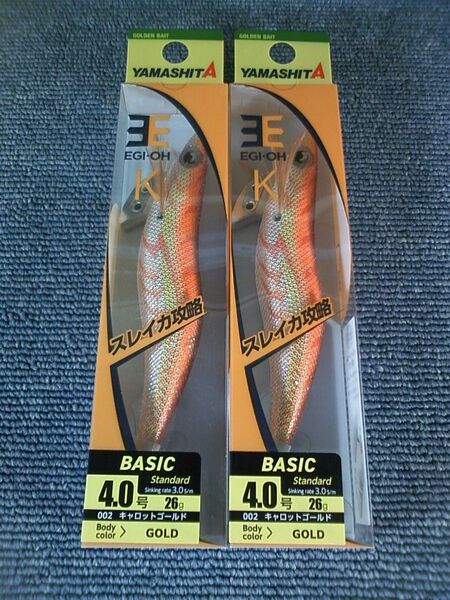 GOLDEN BAIT
YAMASHITA
EGI-OH
K
スレイカ攻略
BASIC
Standard
Sinking rate 3.0 s/m
4.0号 26g
002 キャロットゴールド
Body color > GOLD
GOLDEN BAIT
YAMASHITA
EGI-OH
K
スレイカ攻略
BASIC
Standard
Sinking rate 3.0 s/m
4.0号 26g
002 キャロットゴールド
Body color > GOLD